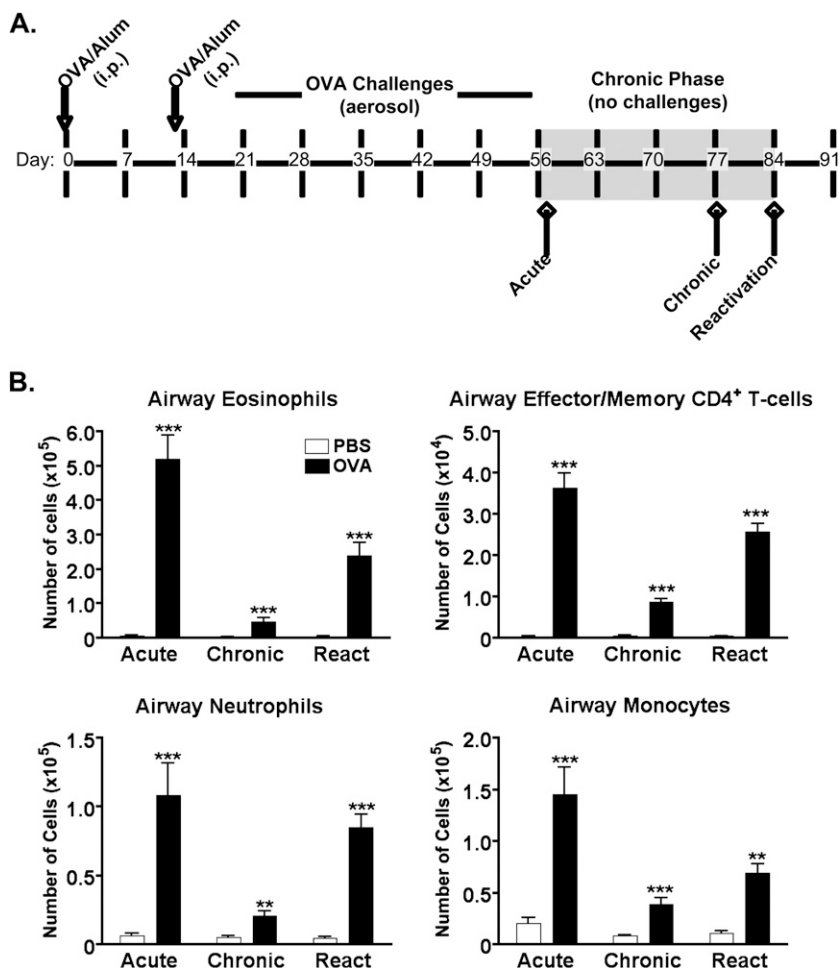 A.
OVA/Alum
(i.p.)
OVA/Alum
(i.p.)
OVA Challenges
(aerosol)
Chronic Phase
(no challenges)
Day: 0 7 14 21 28 35 42 49 56 63 70 77 84 91
Acute
Chronic
Reactivation
B.
Airway Eosinophils
Number of cells (x10⁵)
6.0
5.0
4.0
3.0
2.0
1.0
0
PBS
OVA
***
***
***
Acute Chronic React
Airway Effector/Memory CD4⁺ T-cells
Number of Cells (x10⁴)
5.0
4.0
3.0
2.0
1.0
0
***
***
***
Acute Chronic React
Airway Neutrophils
Number of Cells (x10⁵)
1.5
1.0
0.5
0
***
**
***
Acute Chronic React
Airway Monocytes
Number of Cells (x10⁵)
2.0
1.5
1.0
0.5
0
***
***
**
Acute Chronic React